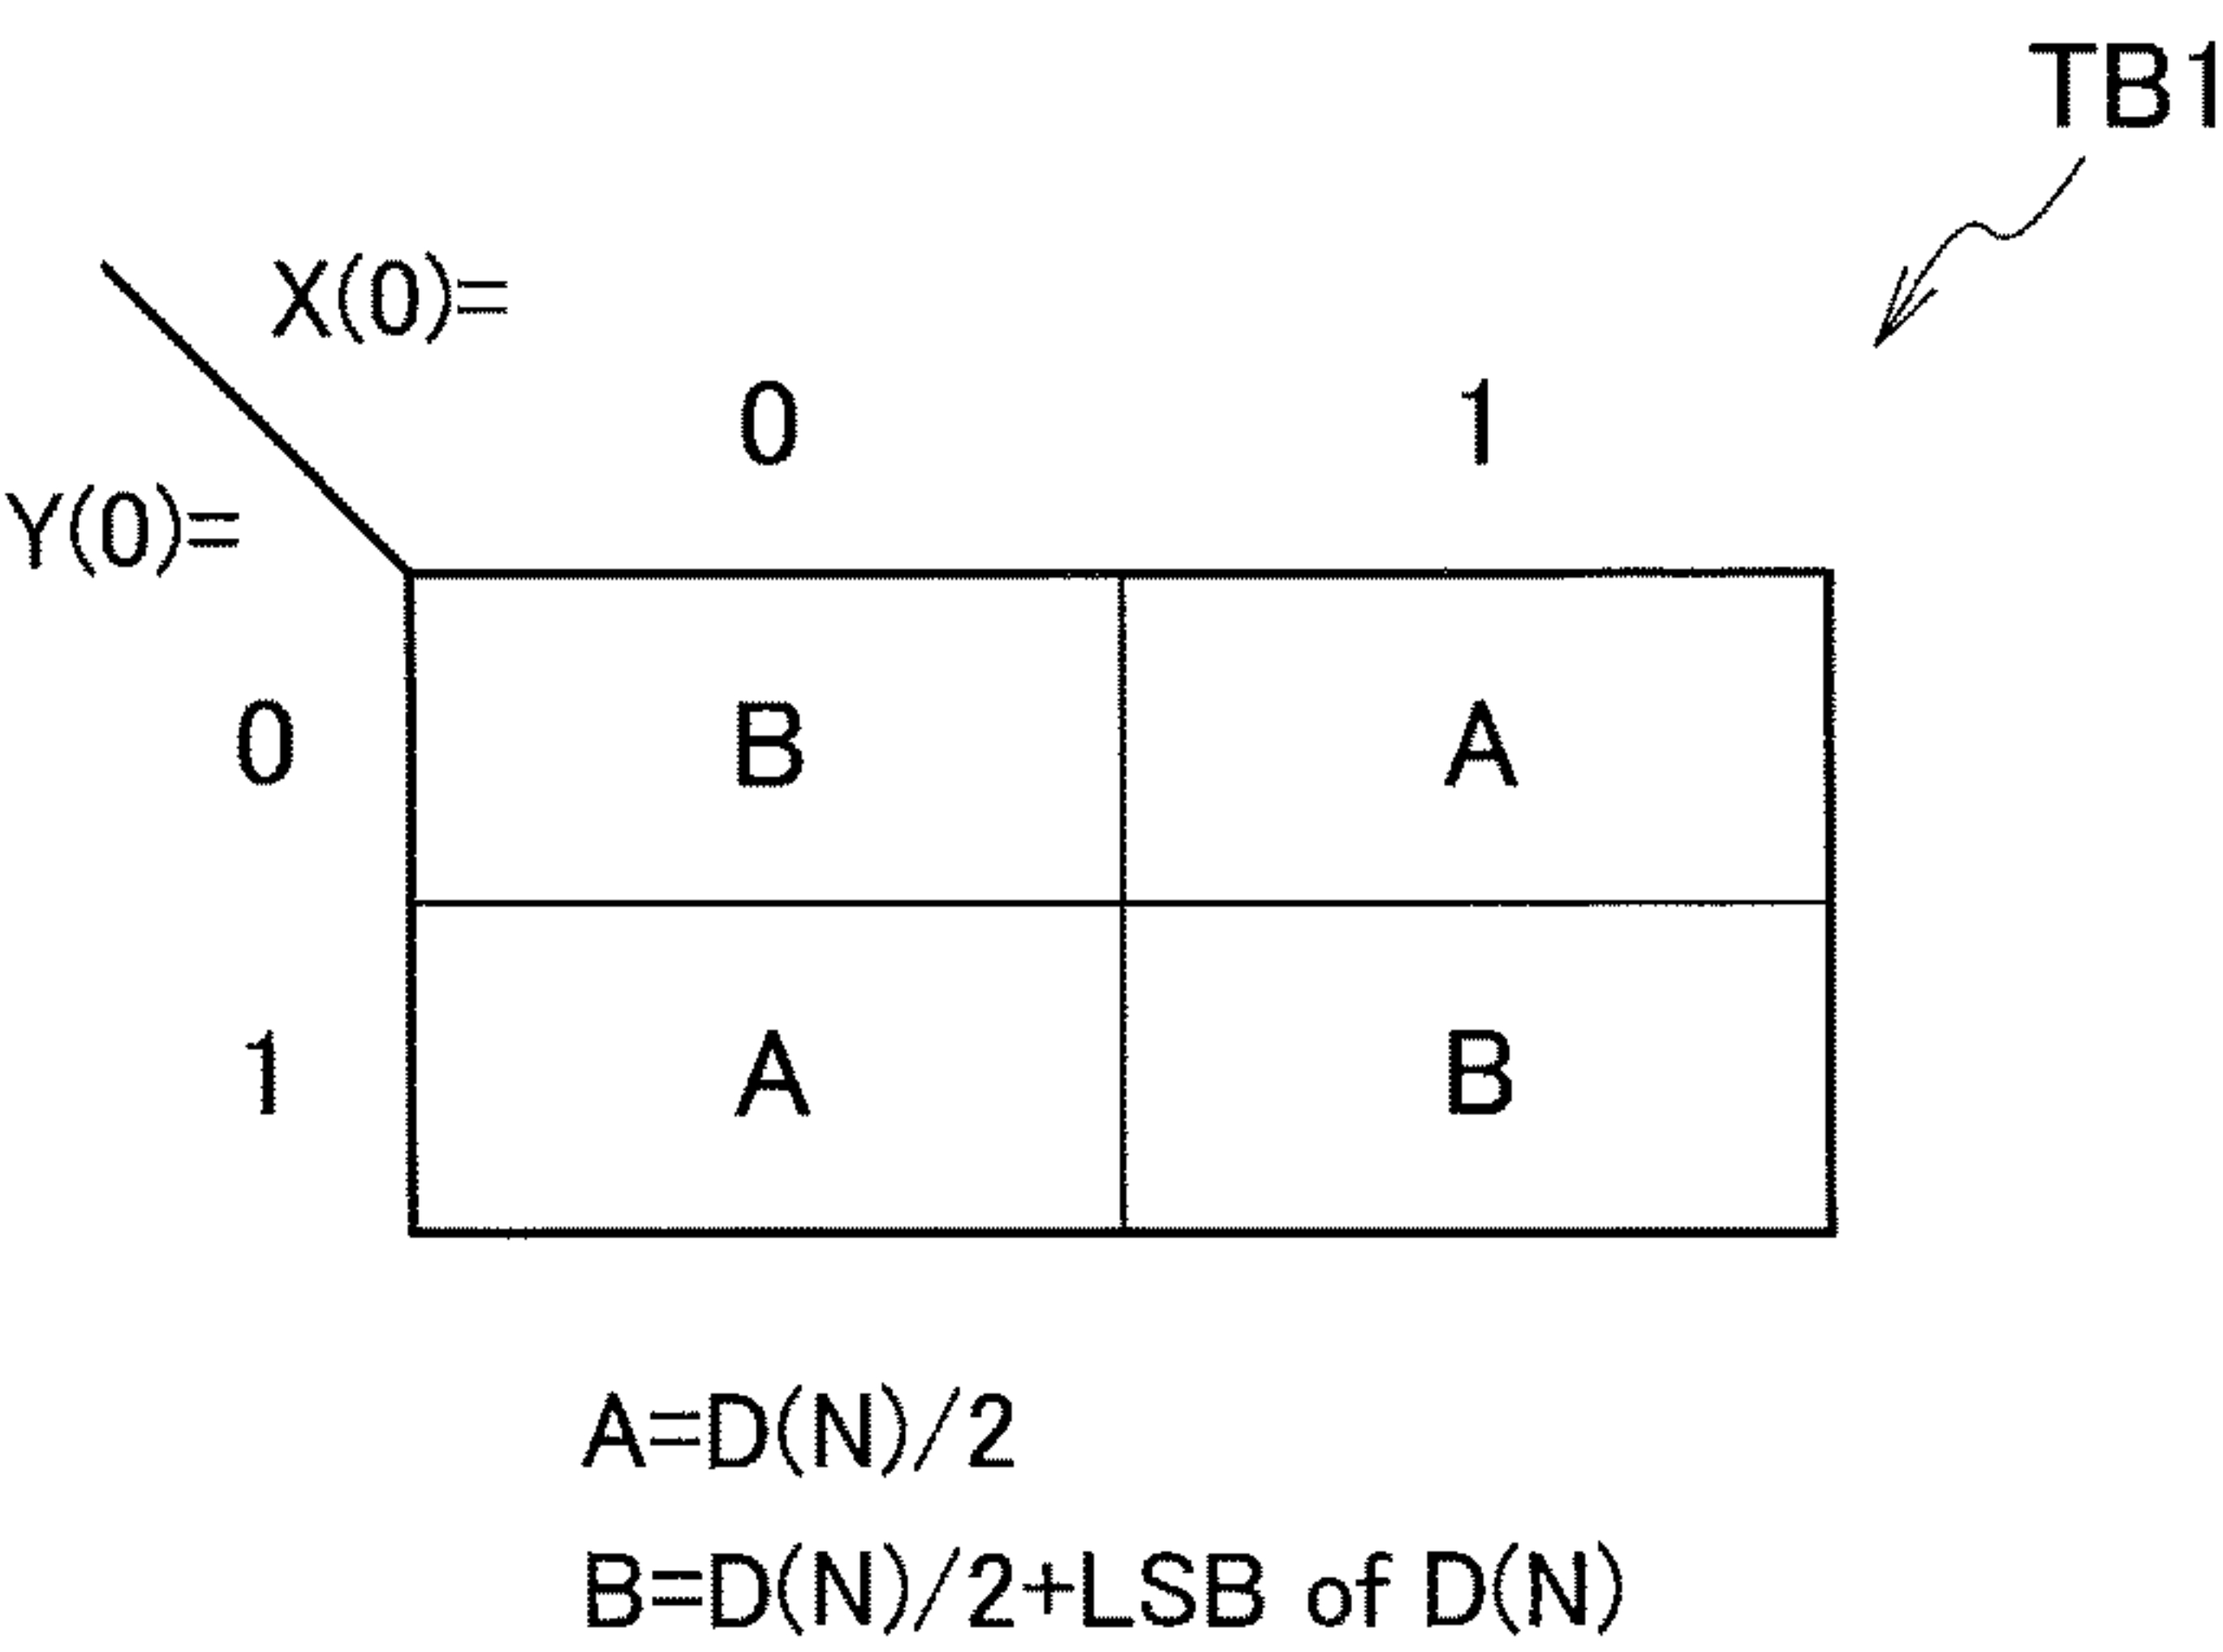 TB1
X(0)=
0 1
Y(0)=
0 B A
1 A B
A=D(N)/2
B=D(N)/2+LSB of D(N)